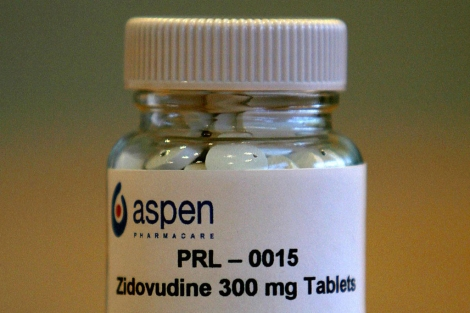 aspen
PHARMACARE
PRL – 0015
Zidovudine 300 mg Tablets